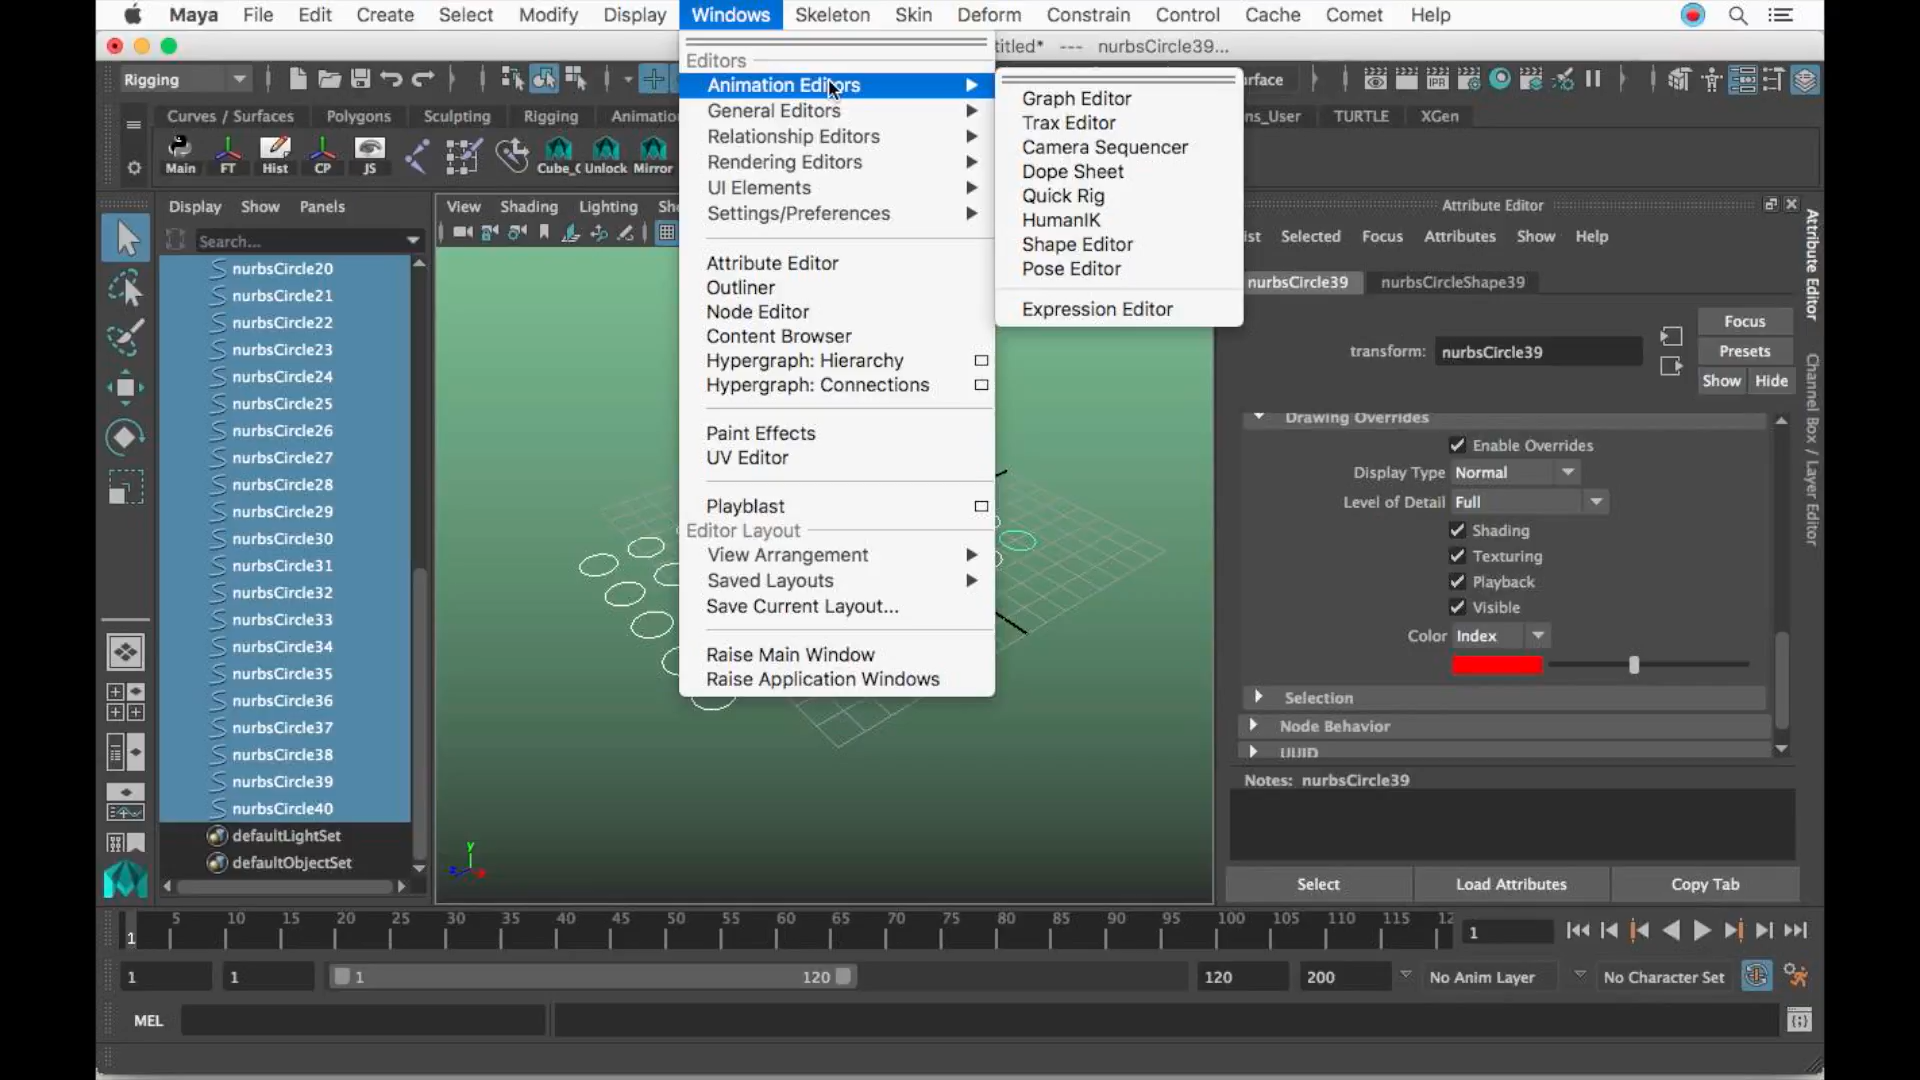 Maya File Edit Create Select Modify Display Windows Skeleton Skin Deform Constrain Control Cache Comet Help
titled* --- nurbsCircle39...
Rigging
Curves / Surfaces Polygons Sculpting Rigging TURTLE XGen
Main FT Hist CP JS Unlock Mirror
Editors
Animation Editors
General Editors
Relationship Editors
Rendering Editors
UI Elements
Settings/Preferences
Attribute Editor
Outliner
Node Editor
Content Browser
Hypergraph: Hierarchy
Hypergraph: Connections
Paint Effects
UV Editor
Playblast
Editor Layout
View Arrangement
Saved Layouts
Save Current Layout...
Raise Main Window
Raise Application Windows
Graph Editor
Trax Editor
Camera Sequencer
Dope Sheet
Quick Rig
HumanIK
Shape Editor
Pose Editor
Expression Editor
Display Show Panels
Search...
nurbsCircle20
nurbsCircle21
nurbsCircle22
nurbsCircle23
nurbsCircle24
nurbsCircle25
nurbsCircle26
nurbsCircle27
nurbsCircle28
nurbsCircle29
nurbsCircle30
nurbsCircle31
nurbsCircle32
nurbsCircle33
nurbsCircle34
nurbsCircle35
nurbsCircle36
nurbsCircle37
nurbsCircle38
nurbsCircle39
nurbsCircle40
defaultLightSet
defaultObjectSet
View Shading Lighting
y
Attribute Editor
Selected Focus Attributes Show Help
nurbsCircle39 nurbsCircleShape39
Focus
transform: nurbsCircle39 Presets
Show Hide
Drawing Overrides
Enable Overrides
Display Type Normal
Level of Detail Full
Shading
Texturing
Playback
Visible
Color Index
Selection
Node Behavior
UUID
Notes: nurbsCircle39
Select Load Attributes Copy Tab
Attribute Editor
Channel Box / Layer Editor
5 10 15 20 25 30 35 40 45 50 55 60 65 70 75 80 85 90 95 100 105 110 115 12
1
1
1 1 1 120 120 200 No Anim Layer No Character Set
MEL